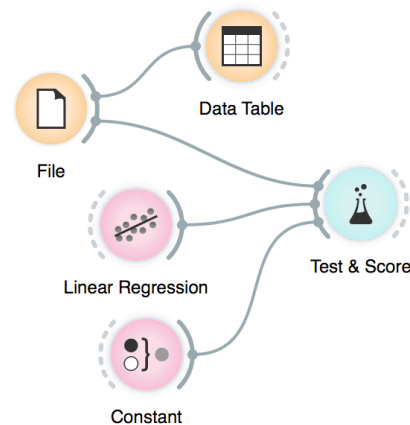 Data Table
File
Linear Regression
Test & Score
Constant